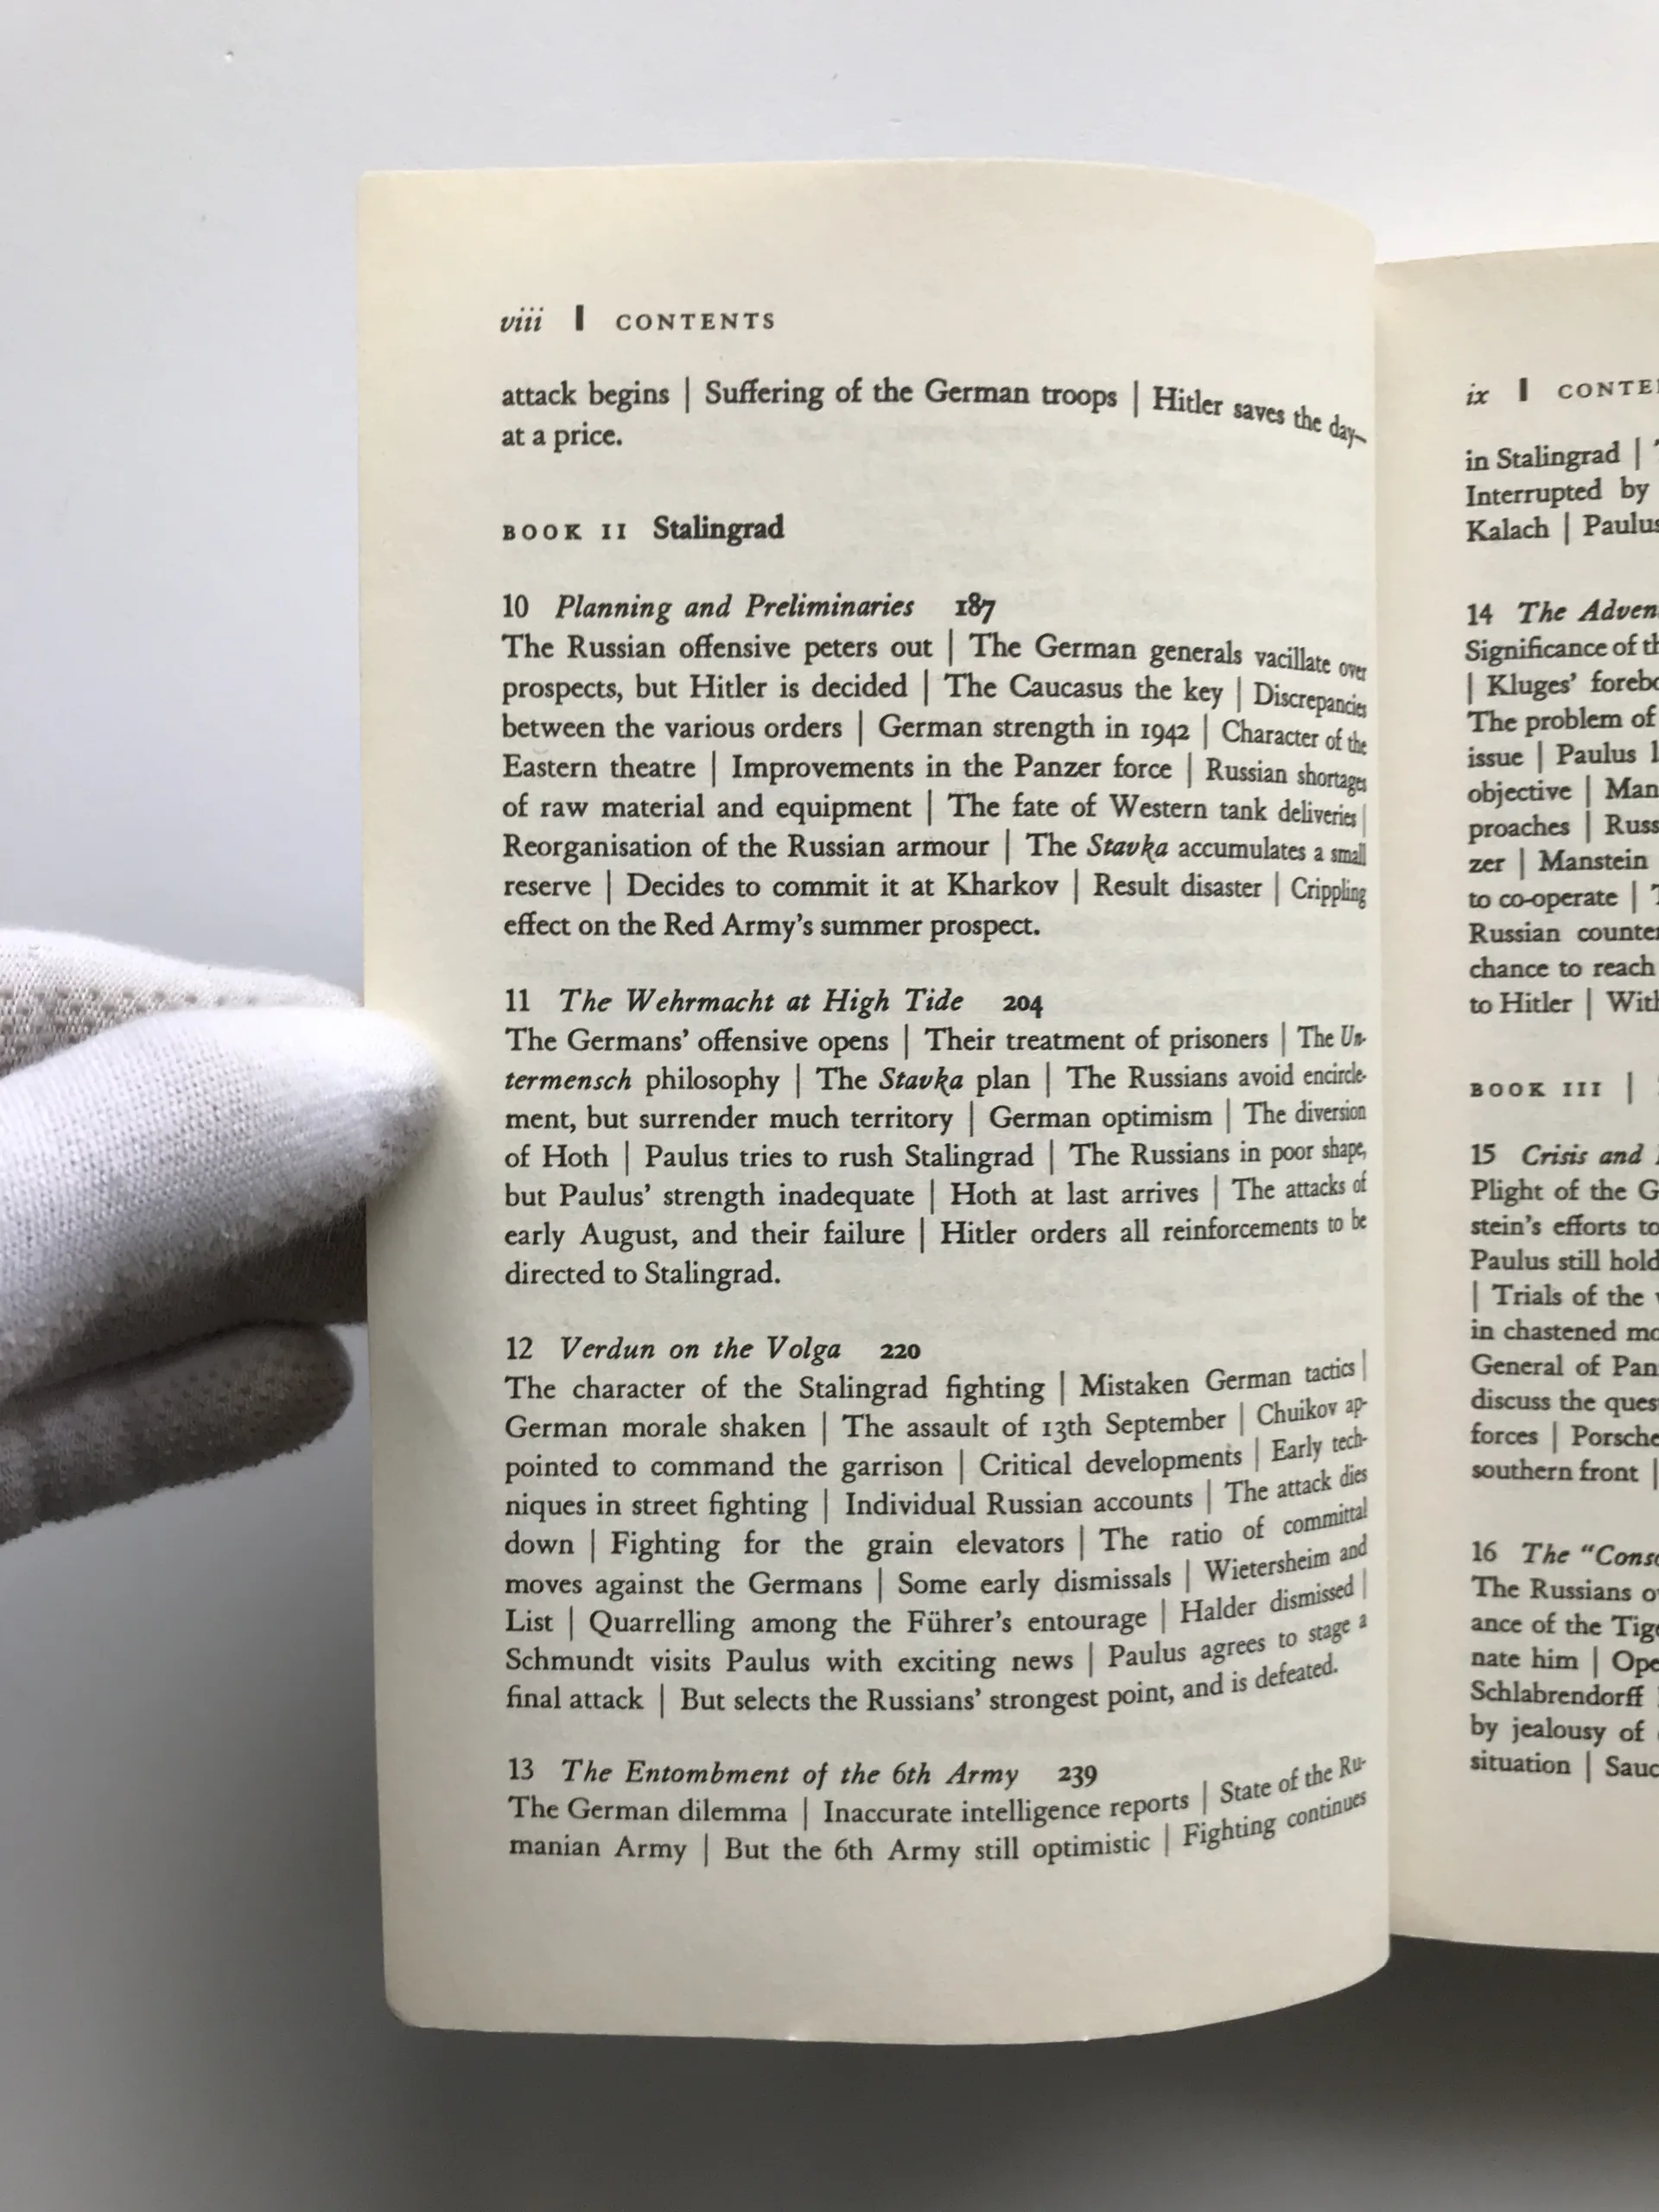 viii | CONTENTS
attack begins | Suffering of the German troops | Hitler saves the day—
at a price.
BOOK II Stalingrad
10 Planning and Preliminaries 187
The Russian offensive peters out | The German generals vacillate over
prospects, but Hitler is decided | The Caucasus the key | Discrepancies
between the various orders | German strength in 1942 | Character of the
Eastern theatre | Improvements in the Panzer force | Russian shortages
of raw material and equipment | The fate of Western tank deliveries |
Reorganisation of the Russian armour | The Stavka accumulates a small
reserve | Decides to commit it at Kharkov | Result disaster | Crippling
effect on the Red Army's summer prospect.
11 The Wehrmacht at High Tide 204
The Germans' offensive opens | Their treatment of prisoners | The Un-
termensch philosophy | The Stavka plan | The Russians avoid encircle-
ment, but surrender much territory | German optimism | The diversion
of Hoth | Paulus tries to rush Stalingrad | The Russians in poor shape,
but Paulus' strength inadequate | Hoth at last arrives | The attacks of
early August, and their failure | Hitler orders all reinforcements to be
directed to Stalingrad.
12 Verdun on the Volga 220
The character of the Stalingrad fighting | Mistaken German tactics |
German morale shaken | The assault of 13th September | Chuikov ap-
pointed to command the garrison | Critical developments | Early tech-
niques in street fighting | Individual Russian accounts | The attack dies
down | Fighting for the grain elevators | The ratio of committal
moves against the Germans | Some early dismissals | Wietersheim and
List | Quarrelling among the Führer's entourage | Halder dismissed |
Schmundt visits Paulus with exciting news | Paulus agrees to stage a
final attack | But selects the Russians' strongest point, and is defeated.
13 The Entombment of the 6th Army 239
The German dilemma | Inaccurate intelligence reports | State of the Ru-
manian Army | But the 6th Army still optimistic | Fighting continues
ix | CONTE
in Stalingrad |
Interrupted by
Kalach | Paulus
14 The Adven
Significance of th
| Kluges' forebo
The problem of
issue | Paulus
objective | Man
proaches | Russ
zer | Manstein
to co-operate |
Russian counter
chance to reach
to Hitler | With
BOOK III |
15 Crisis and
Plight of the G
stein's efforts to
Paulus still hold
| Trials of the
in chastened mo
General of Pan
discuss the ques
forces | Porsche
southern front |
16 The "Conso
The Russians o
ance of the Tige
nate him | Ope
Schlabrendorff
by jealousy of
situation | Sauc